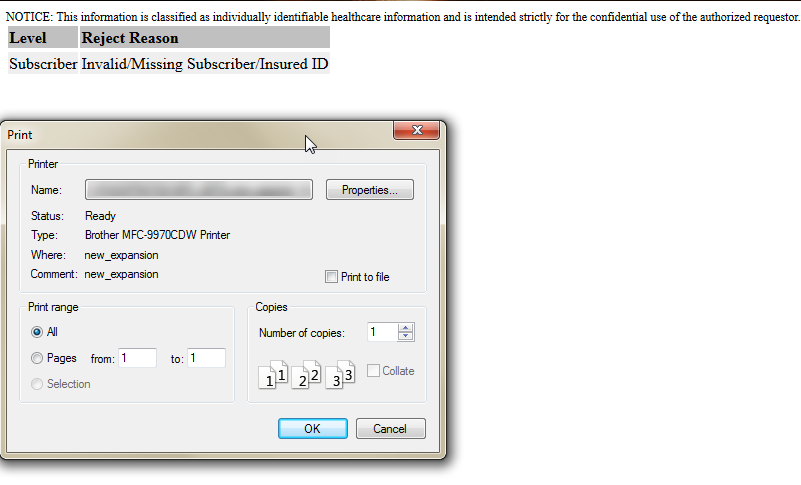 NOTICE: This information is classified as individually identifiable healthcare information and is intended strictly for the confidential use of the authorized requestor.
Level Reject Reason
Subscriber Invalid/Missing Subscriber/Insured ID
Print
Printer
Name: Properties...
Status: Ready
Type: Brother MFC-9970CDW Printer
Where: new_expansion
Comment: new_expansion Print to file
Print range Copies
All Number of copies: 1
Pages from: 1 to: 1
1 1 2 2 3 3 Collate
Selection
OK Cancel